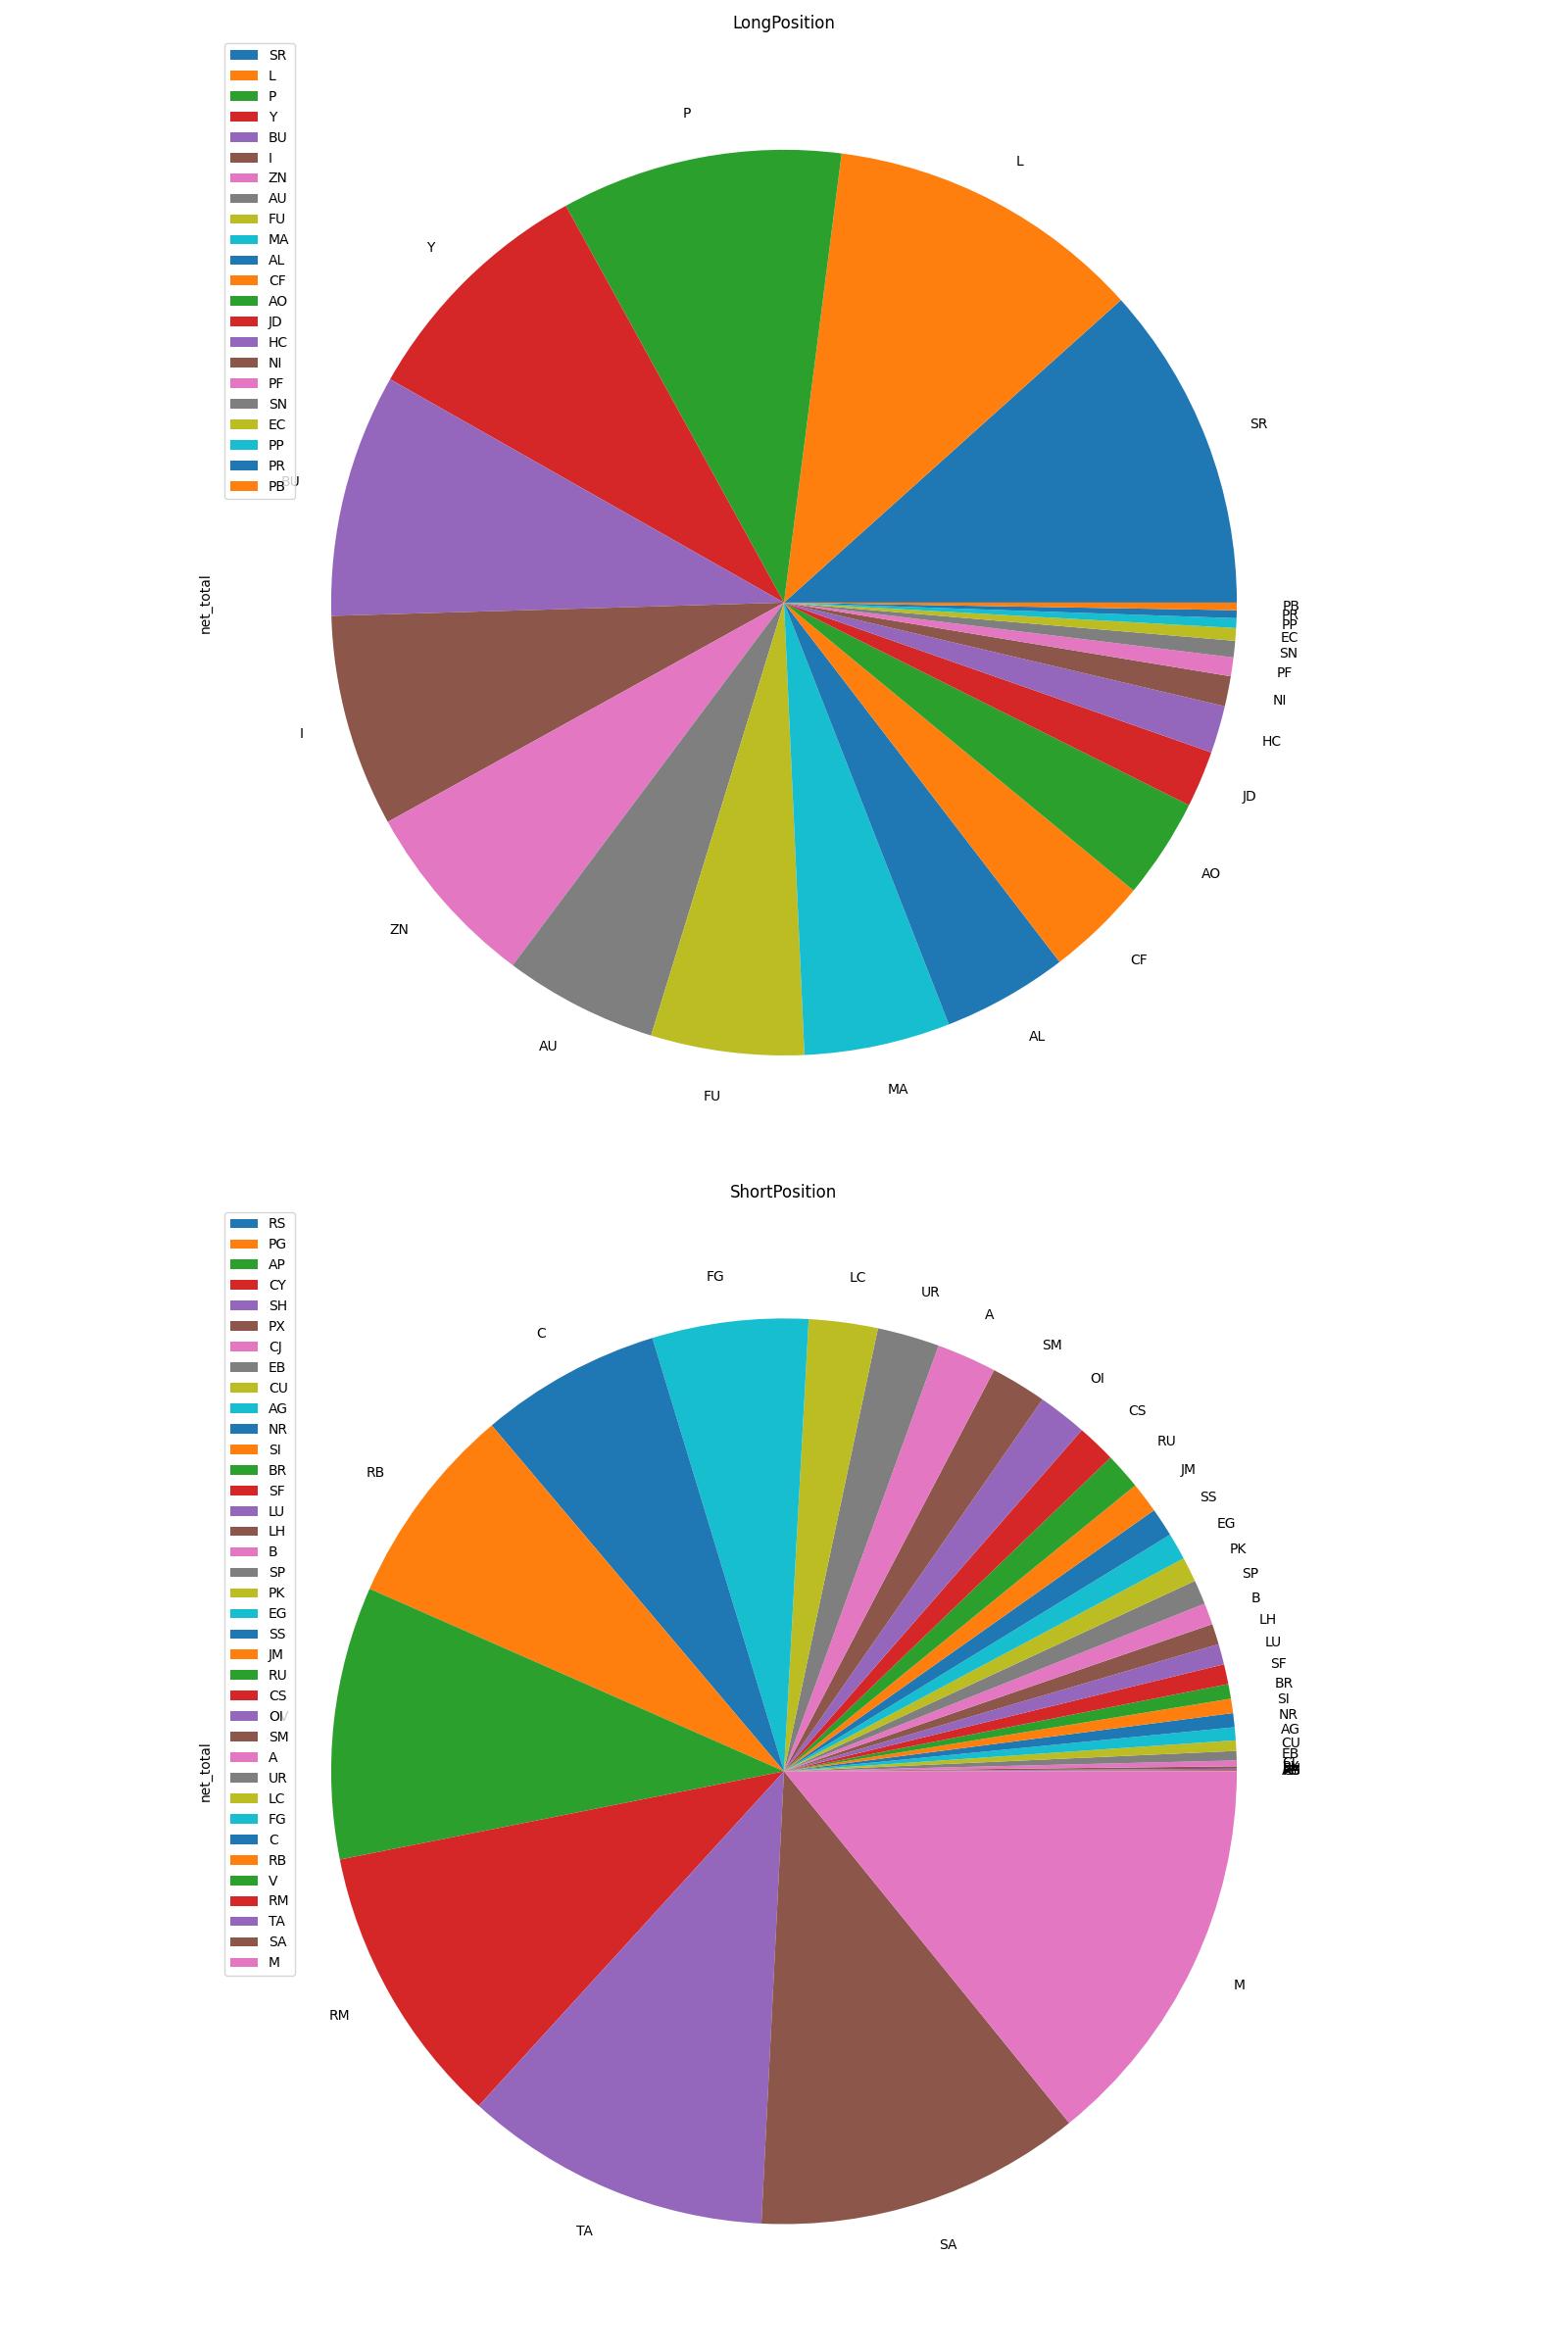 LongPosition
SR
L
P
Y
BU
I
ZN
AU
FU
MA
AL
CF
AO
JD
HC
NI
PF
SN
EC
PP
PR
PB
P
L
Y
SR
BU
net_total
PB
PR
PP
EC
SN
PF
NI
I
HC
JD
AO
ZN
CF
AL
AU
MA
FU
ShortPosition
RS
PG
AP
CY
SH
PX
CJ
EB
CU
AG
NR
SI
BR
SF
LU
LH
B
SP
PK
EG
SS
JM
RU
CS
OI
SM
A
UR
LC
FG
C
RB
V
RM
TA
SA
M
FG
LC
UR
A
C
SM
OI
CS
RU
RB
JM
SS
EG
PK
SP
B
LH
LU
SF
BR
SI
NR
AG
CU
EB
net_total
M
RM
TA
SA